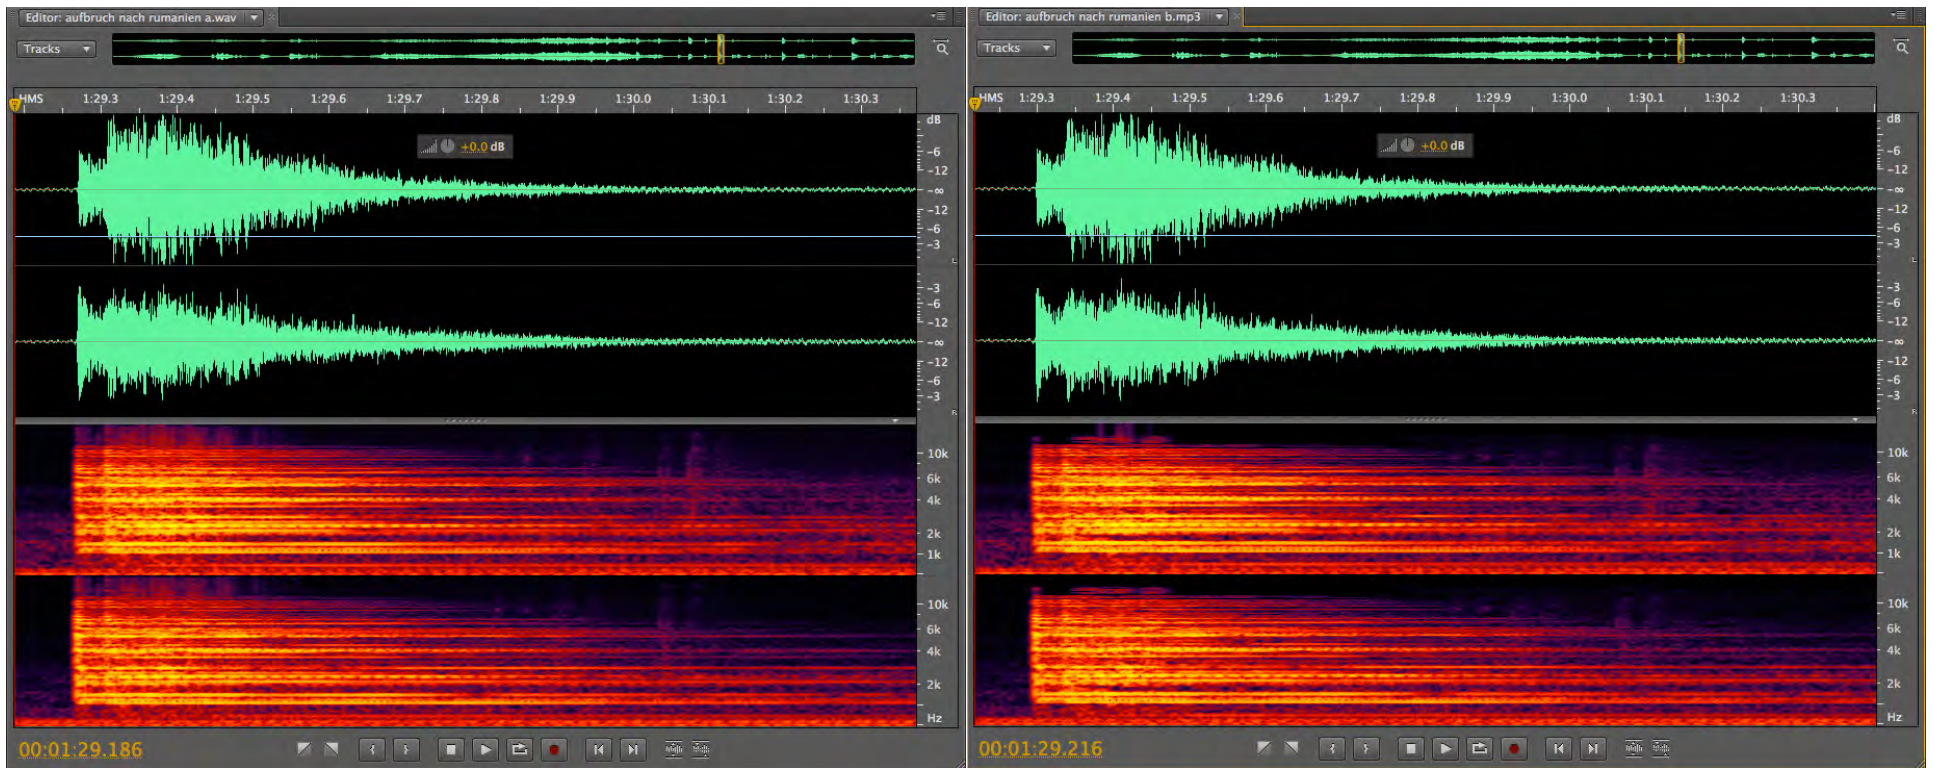 Editor: aufbruch nach rumanien a.wav
Tracks
HMS 1:29.3 1:29.4 1:29.5 1:29.6 1:29.7 1:29.8 1:29.9 1:30.0 1:30.1 1:30.2 1:30.3
+0.0 dB
dB
-6
-12
-∞
-12
-6
-3
L
-3
-6
-12
-∞
-12
-6
-3
R
10k
6k
4k
2k
1k
10k
6k
4k
2k
Hz
00:01:29.186
Editor: aufbruch nach rumanien b.mp3
Tracks
HMS 1:29.3 1:29.4 1:29.5 1:29.6 1:29.7 1:29.8 1:29.9 1:30.0 1:30.1 1:30.2 1:30.3
+0.0 dB
dB
-6
-12
-∞
-12
-6
-3
L
-3
-6
-12
-∞
-12
-6
-3
R
10k
6k
4k
2k
1k
10k
6k
4k
2k
Hz
00:01:29.216